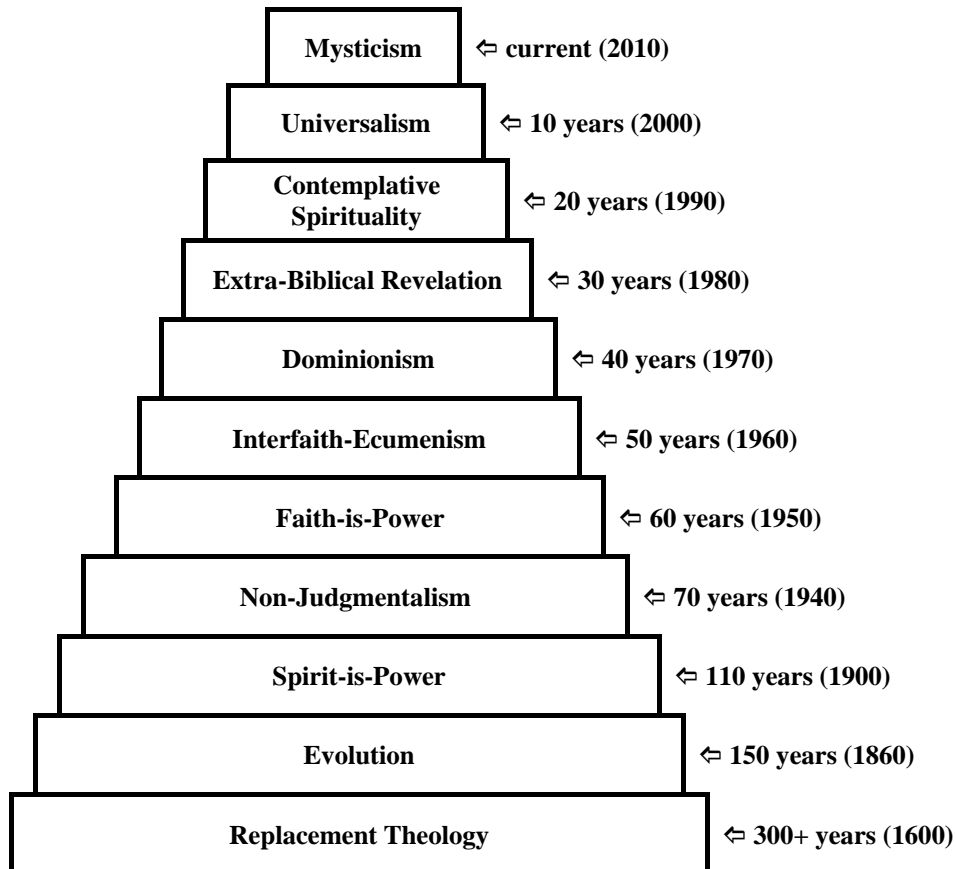 Mysticism ⇦ current (2010)
Universalism ⇦ 10 years (2000)
Contemplative
Spirituality ⇦ 20 years (1990)
Extra-Biblical Revelation ⇦ 30 years (1980)
Dominionism ⇦ 40 years (1970)
Interfaith-Ecumenism ⇦ 50 years (1960)
Faith-is-Power ⇦ 60 years (1950)
Non-Judgmentalism ⇦ 70 years (1940)
Spirit-is-Power ⇦ 110 years (1900)
Evolution ⇦ 150 years (1860)
Replacement Theology ⇦ 300+ years (1600)